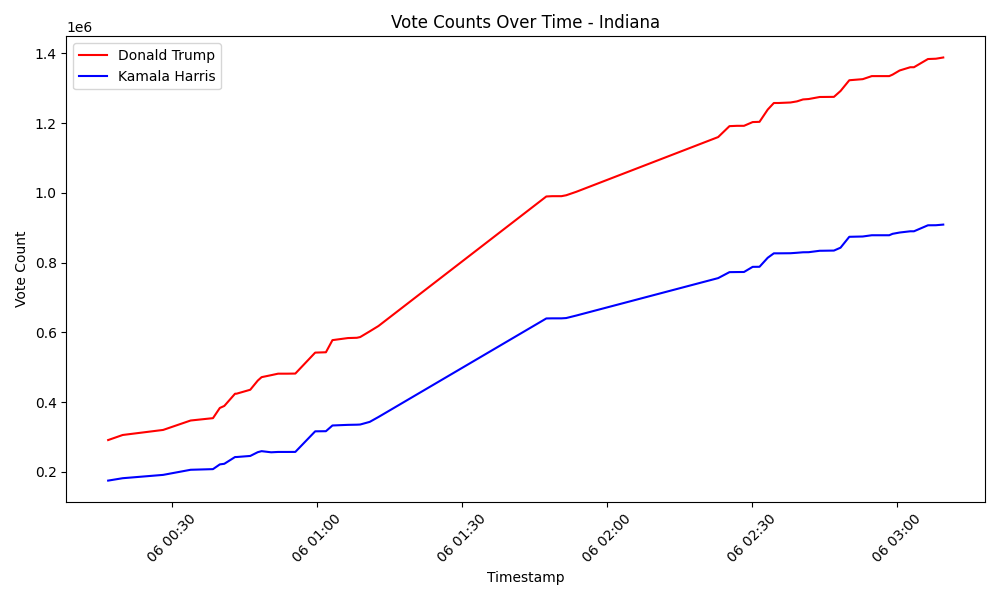 Vote Counts Over Time - Indiana
1e6
Donald Trump
Kamala Harris
1.4
1.2
1.0
0.8
0.6
0.4
0.2
Vote Count
06 00:30
06 01:00
06 01:30
06 02:00
06 02:30
06 03:00
Timestamp